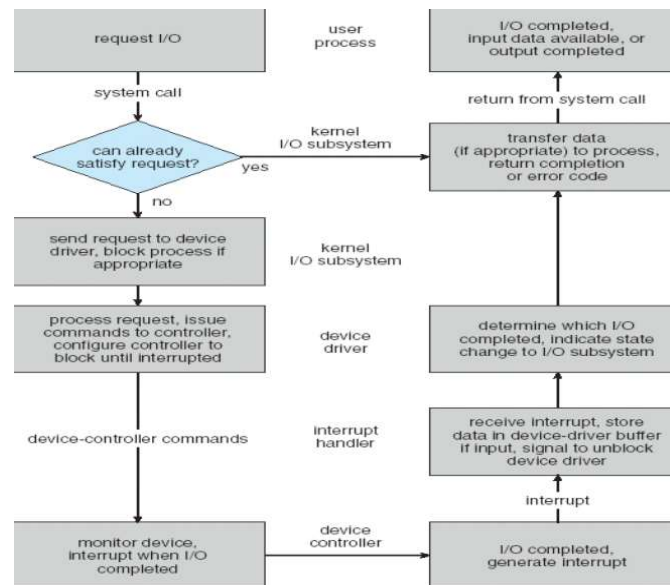 request I/O
user
process
I/O completed,
input data available, or
output completed
system call
return from system call
can already
satisfy request?
kernel
I/O subsystem
yes
transfer data
(if appropriate) to process,
return completion
or error code
no
send request to device
driver, block process if
appropriate
kernel
I/O subsystem
process request, issue
commands to controller,
configure controller to
block until interrupted
device
driver
determine which I/O
completed, indicate state
change to I/O subsystem
device-controller commands
interrupt
handler
receive interrupt, store
data in device-driver buffer
if input, signal to unblock
device driver
interrupt
monitor device,
interrupt when I/O
completed
device
controller
I/O completed,
generate interrupt